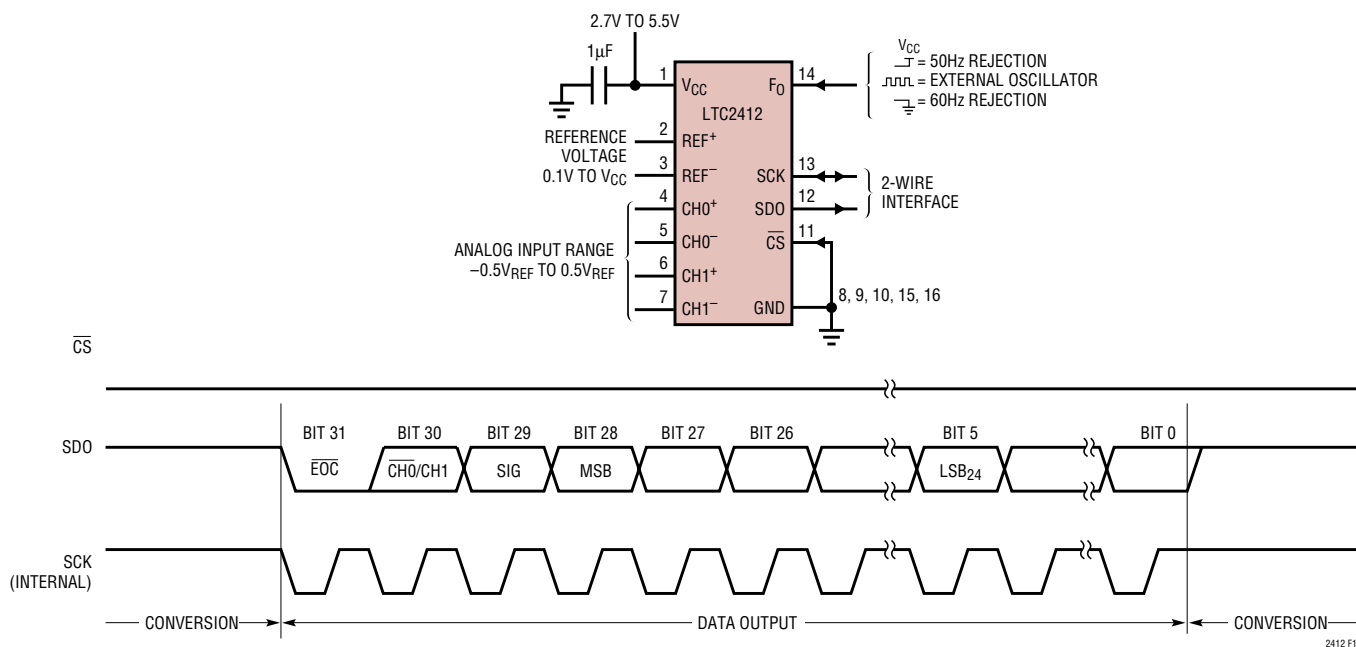 2.7V TO 5.5V
1µF
1
VCC
LTC2412
FO
14
VCC
= 50Hz REJECTION
= EXTERNAL OSCILLATOR
= 60Hz REJECTION
REFERENCE
VOLTAGE
0.1V TO VCC
2
REF+
3
REF–
SCK
13
SDO
12
2-WIRE
INTERFACE
ANALOG INPUT RANGE
–0.5VREF TO 0.5VREF
4
CH0+
5
CH0–
6
CH1+
7
CH1–
CS
11
GND
8, 9, 10, 15, 16
CS
SDO
BIT 31
BIT 30
BIT 29
BIT 28
BIT 27
BIT 26
BIT 5
BIT 0
EOC
CH0/CH1
SIG
MSB
LSB24
SCK
(INTERNAL)
CONVERSION
DATA OUTPUT
CONVERSION
2412 F1